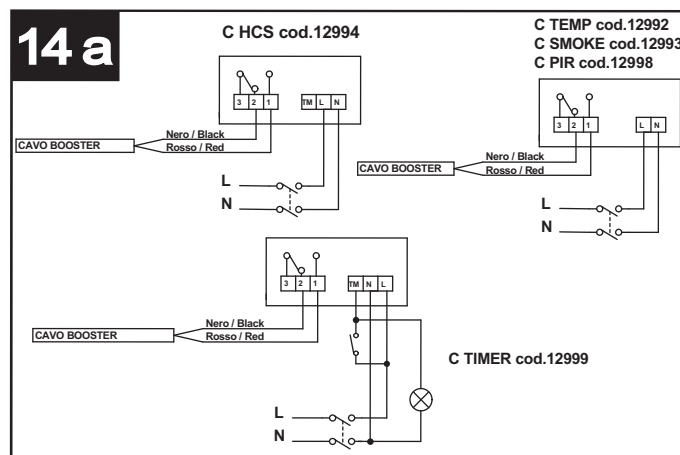 14 a
C HCS cod.12994
3 2 1 TM L N
Nero / Black
CAVO BOOSTER
Rosso / Red
L
N
C TEMP cod.12992
C SMOKE cod.12993
C PIR cod.12998
3 2 1 L N
Nero / Black
CAVO BOOSTER
Rosso / Red
L
N
3 2 1 TM N L
Nero / Black
CAVO BOOSTER
Rosso / Red
C TIMER cod.12999
L
N